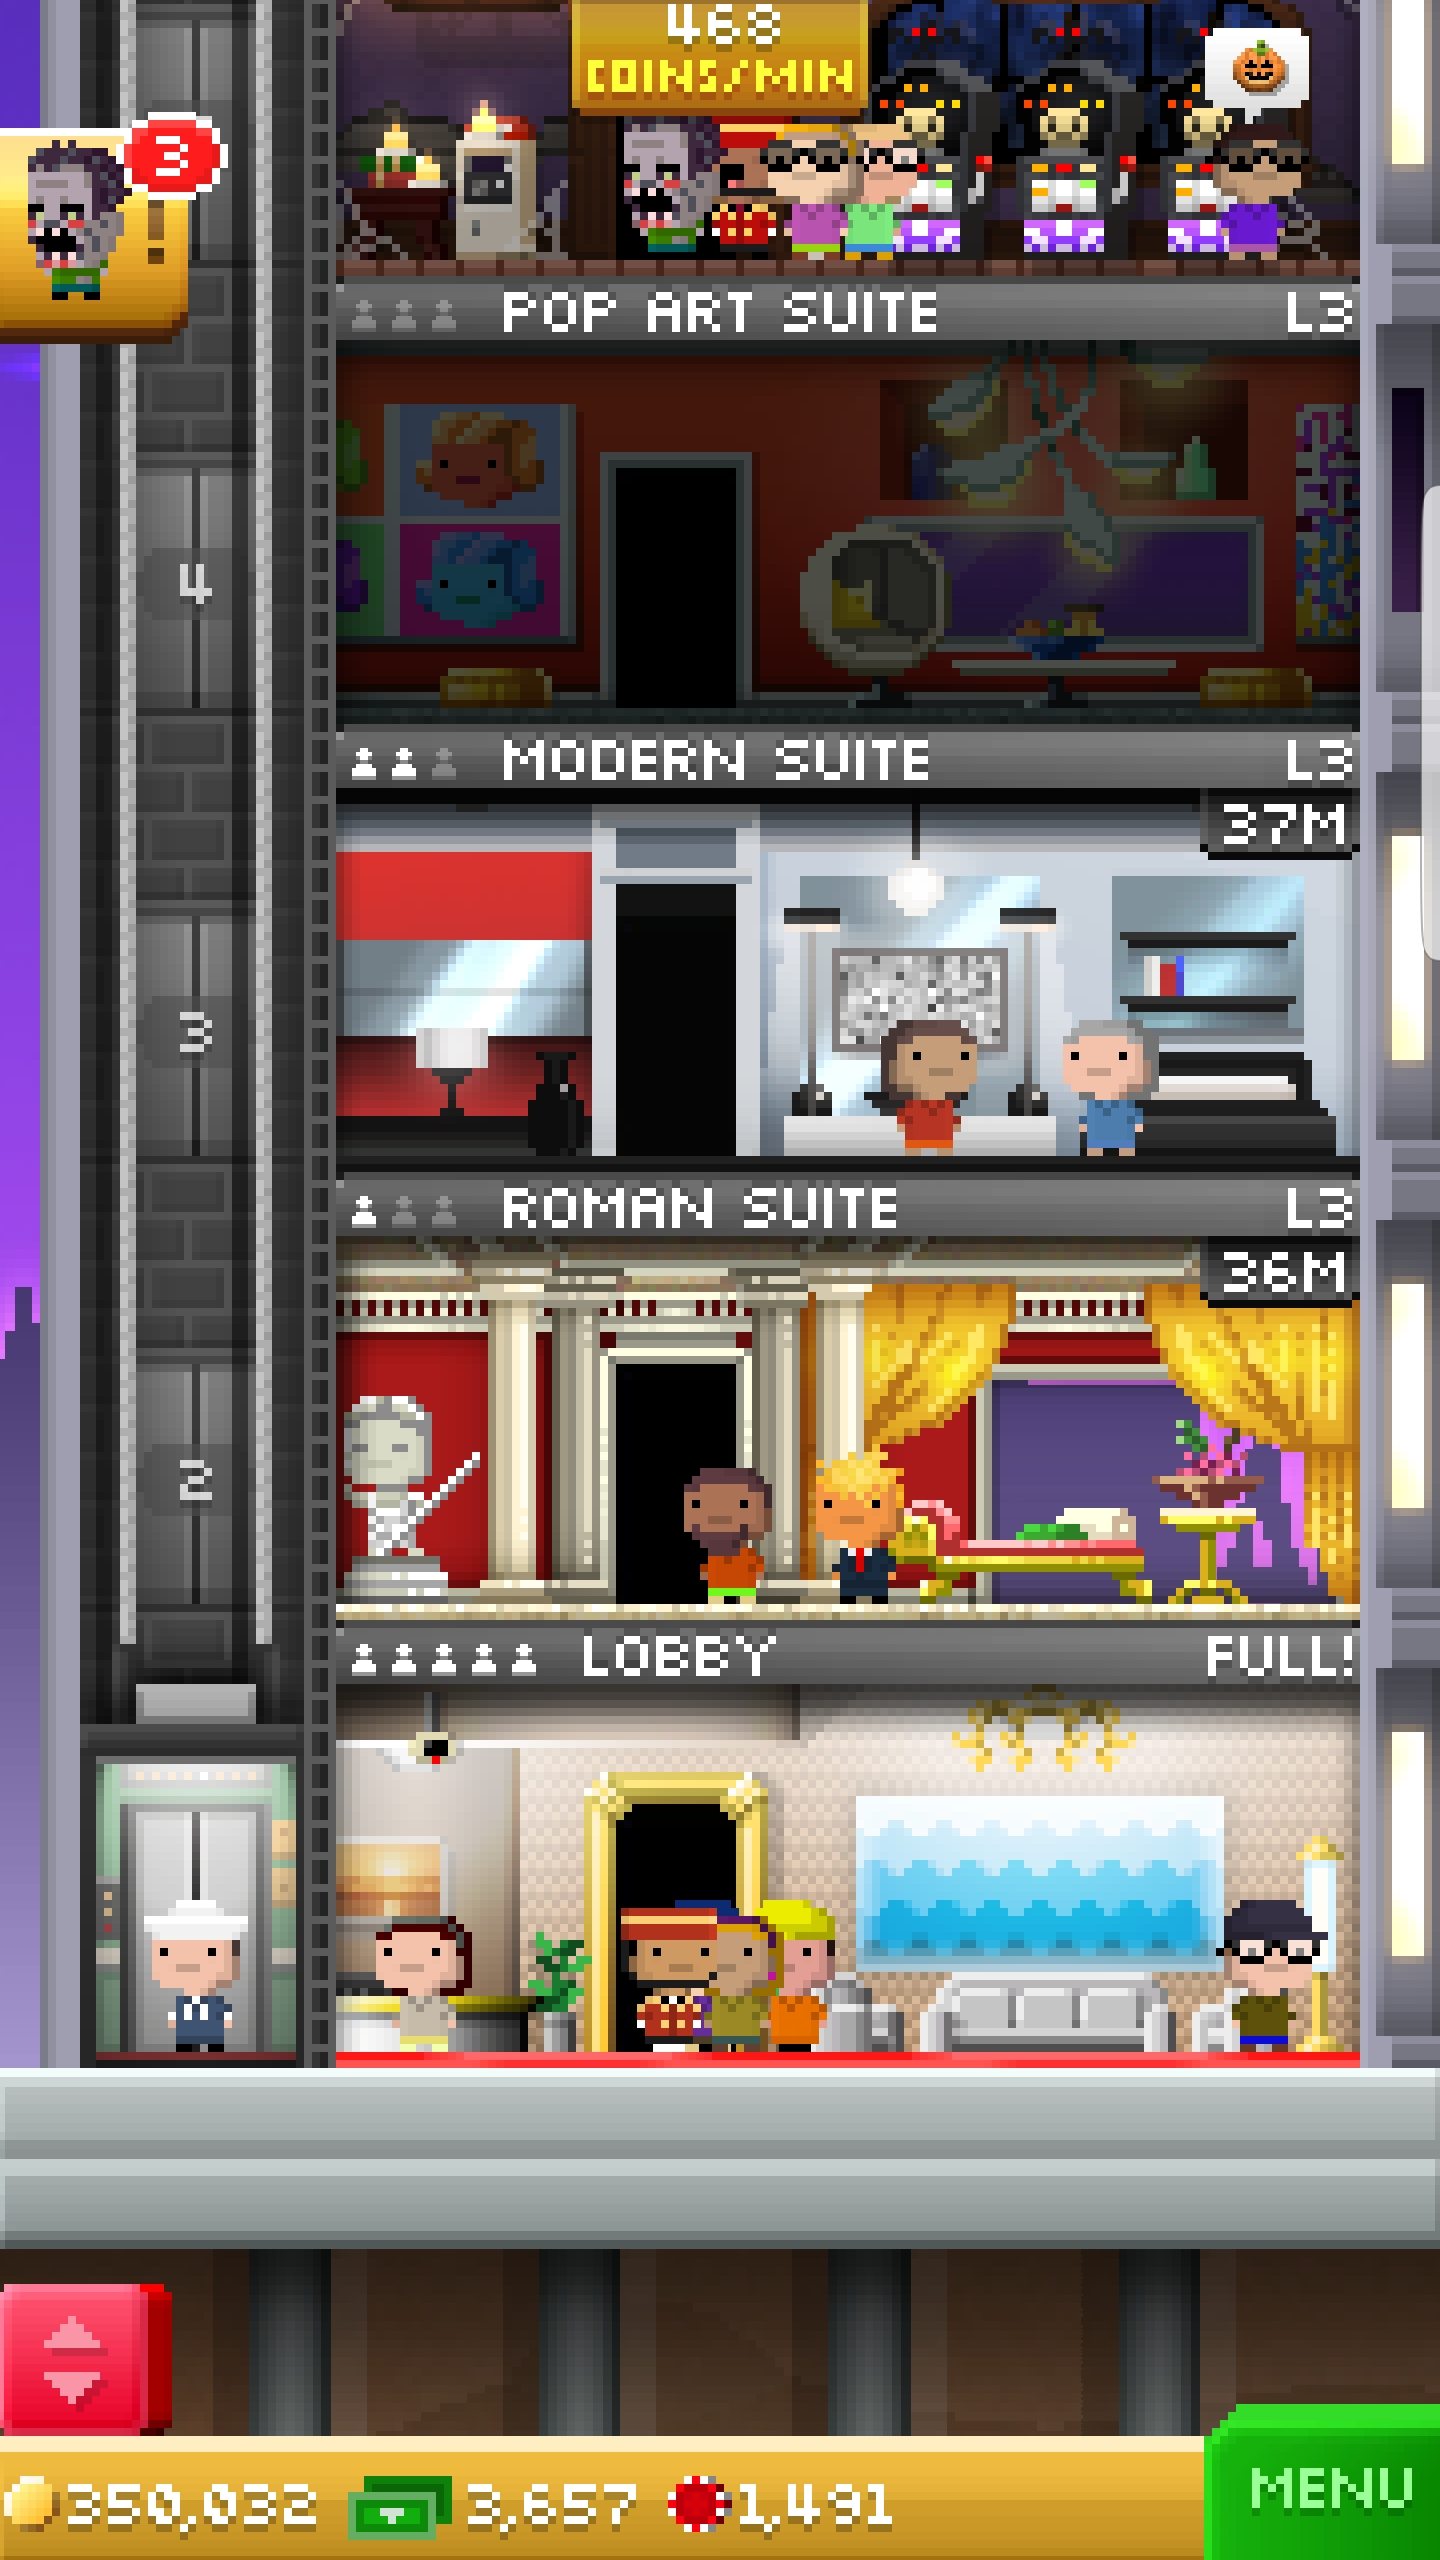 468
COINS/MIN
3
!
POP ART SUITE L3
4
MODERN SUITE L3
37M
3
ROMAN SUITE L3
36M
2
LOBBY FULL!
350,032 3,657 1,491
MENU